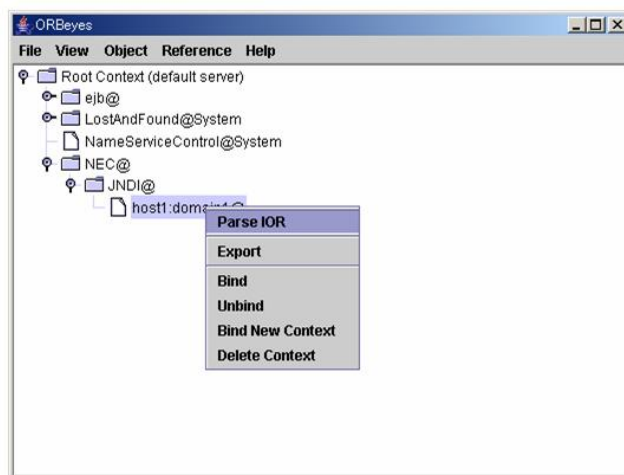 ORBeyes
File View Object Reference Help
Root Context (default server)
ejb@
LostAndFound@System
NameServiceControl@System
NEC@
JNDI@
host1:domain1@
Parse IOR
Export
Bind
Unbind
Bind New Context
Delete Context